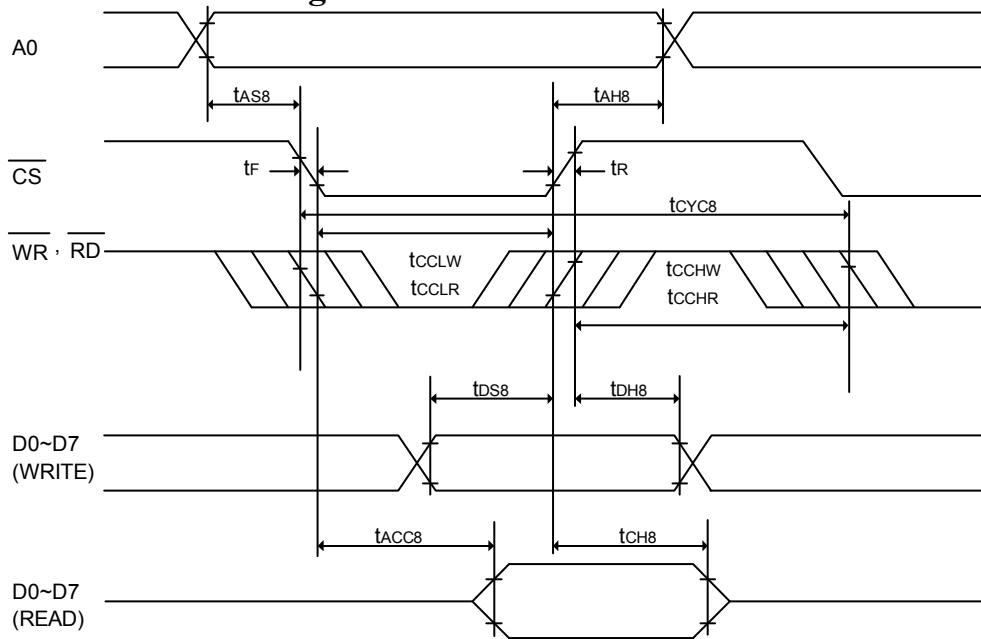 A0
tAS8
tAH8
CS
tF
tR
tCYC8
WR , RD
tCCLW
tCCLR
tCCHW
tCCHR
tDS8
tDH8
D0~D7
(WRITE)
tACC8
tCH8
D0~D7
(READ)